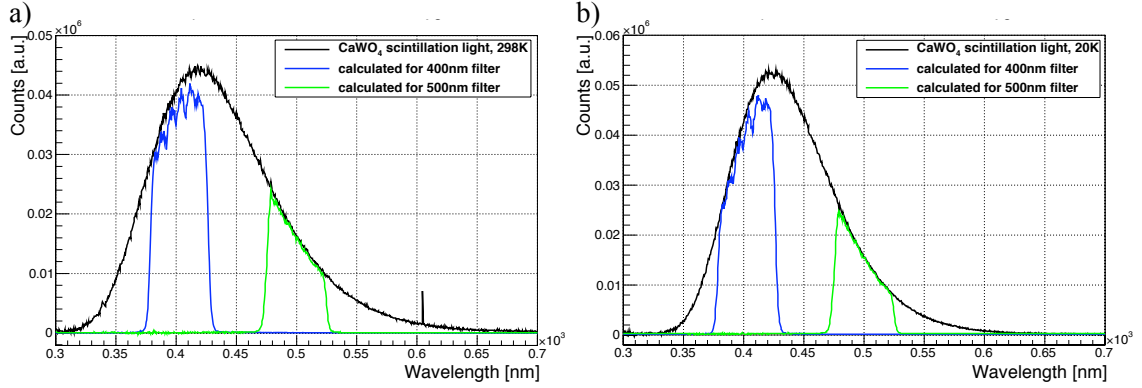 a)
×10⁶
0.05
0.04
0.03
0.02
0.01
0
Counts [a.u.]
CaWO₄ scintillation light, 298K
calculated for 400nm filter
calculated for 500nm filter
0.3 0.35 0.4 0.45 0.5 0.55 0.6 0.65 0.7
×10³
Wavelength [nm]
b)
×10⁶
0.06
0.05
0.04
0.03
0.02
0.01
0
Counts [a.u.]
CaWO₄ scintillation light, 20K
calculated for 400nm filter
calculated for 500nm filter
0.3 0.35 0.4 0.45 0.5 0.55 0.6 0.65 0.7
×10³
Wavelength [nm]